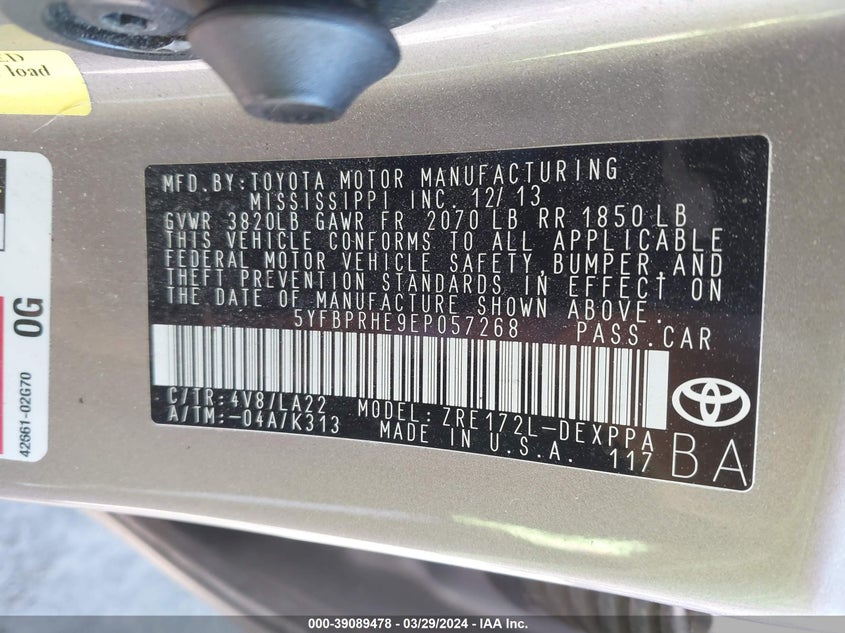 ED
load
0G
42661-02G70
MFD.BY:TOYOTA MOTOR MANUFACTURING
MISSISSIPPI INC. 12/13
GVWR 3820LB GAWR FR 2070 LB RR 1850 LB
THIS VEHICLE CONFORMS TO ALL APPLICABLE
FEDERAL MOTOR VEHICLE SAFETY, BUMPER, AND
THEFT PREVENTION STANDARDS IN EFFECT ON
THE DATE OF MANUFACTURE SHOWN ABOVE.
5YFBPRHE9EP057268 PASS.CAR
C/TR:4V8/LA22 MODEL:ZRE172L-DEXPPA
A/TM:-04A/K313 MADE IN U.S.A. 117
BA
000-39089478 - 03/29/2024 - IAA Inc.